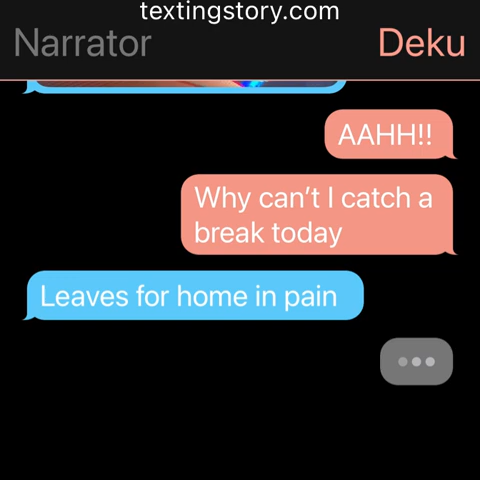 textingstory.com
Narrator
Deku
AAHH!!
Why can’t I catch a
break today
Leaves for home in pain